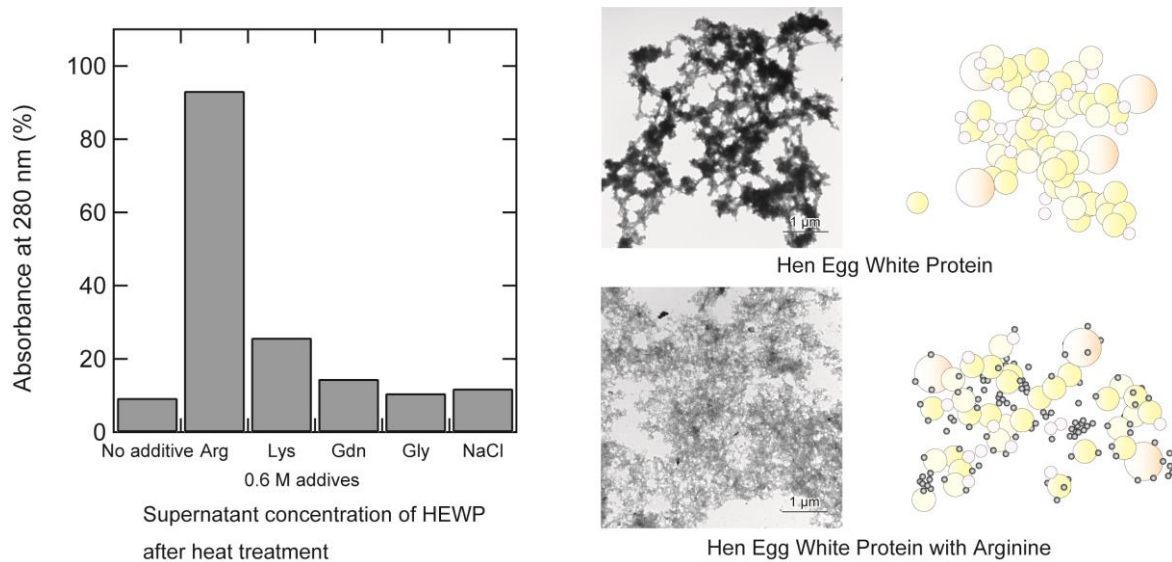 Absorbance at 280 nm (%)
100
80
60
40
20
0
No additive Arg Lys Gdn Gly NaCl
0.6 M addives
Supernatant concentration of HEWP
after heat treatment
1 μm
Hen Egg White Protein
1 μm
Hen Egg White Protein with Arginine